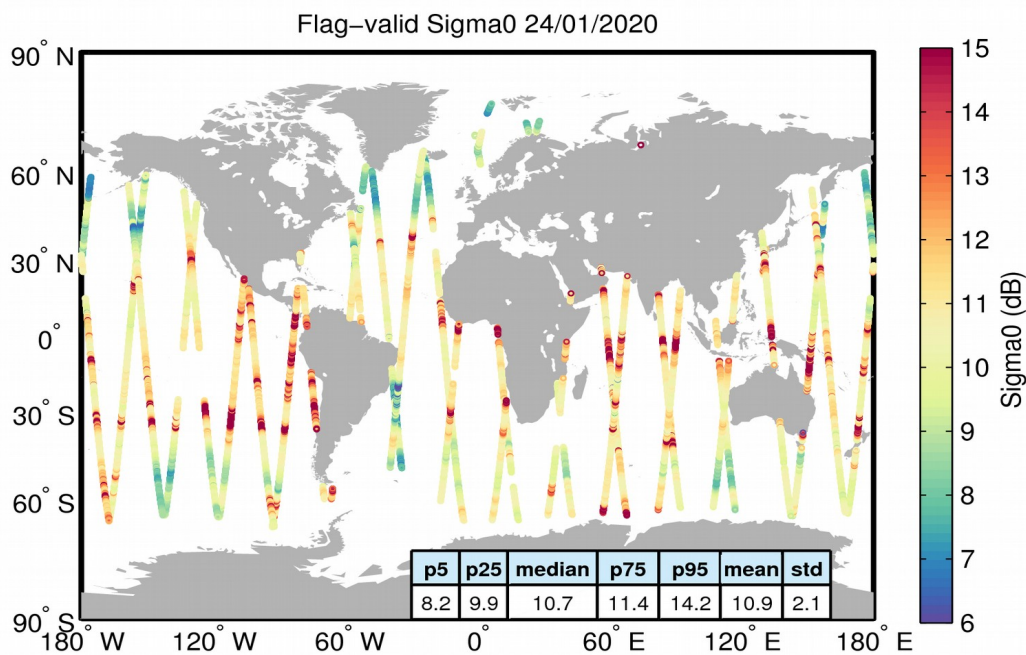 Flag−valid Sigma0 24/01/2020
90° N
60° N
30° N
0°
30° S
60° S
90° S
180° W
120° W
60° W
0°
60° E
120° E
180° E
p5 p25 median p75 p95 mean std
8.2 9.9 10.7 11.4 14.2 10.9 2.1
15
14
13
12
11
10
9
8
7
6
Sigma0 (dB)